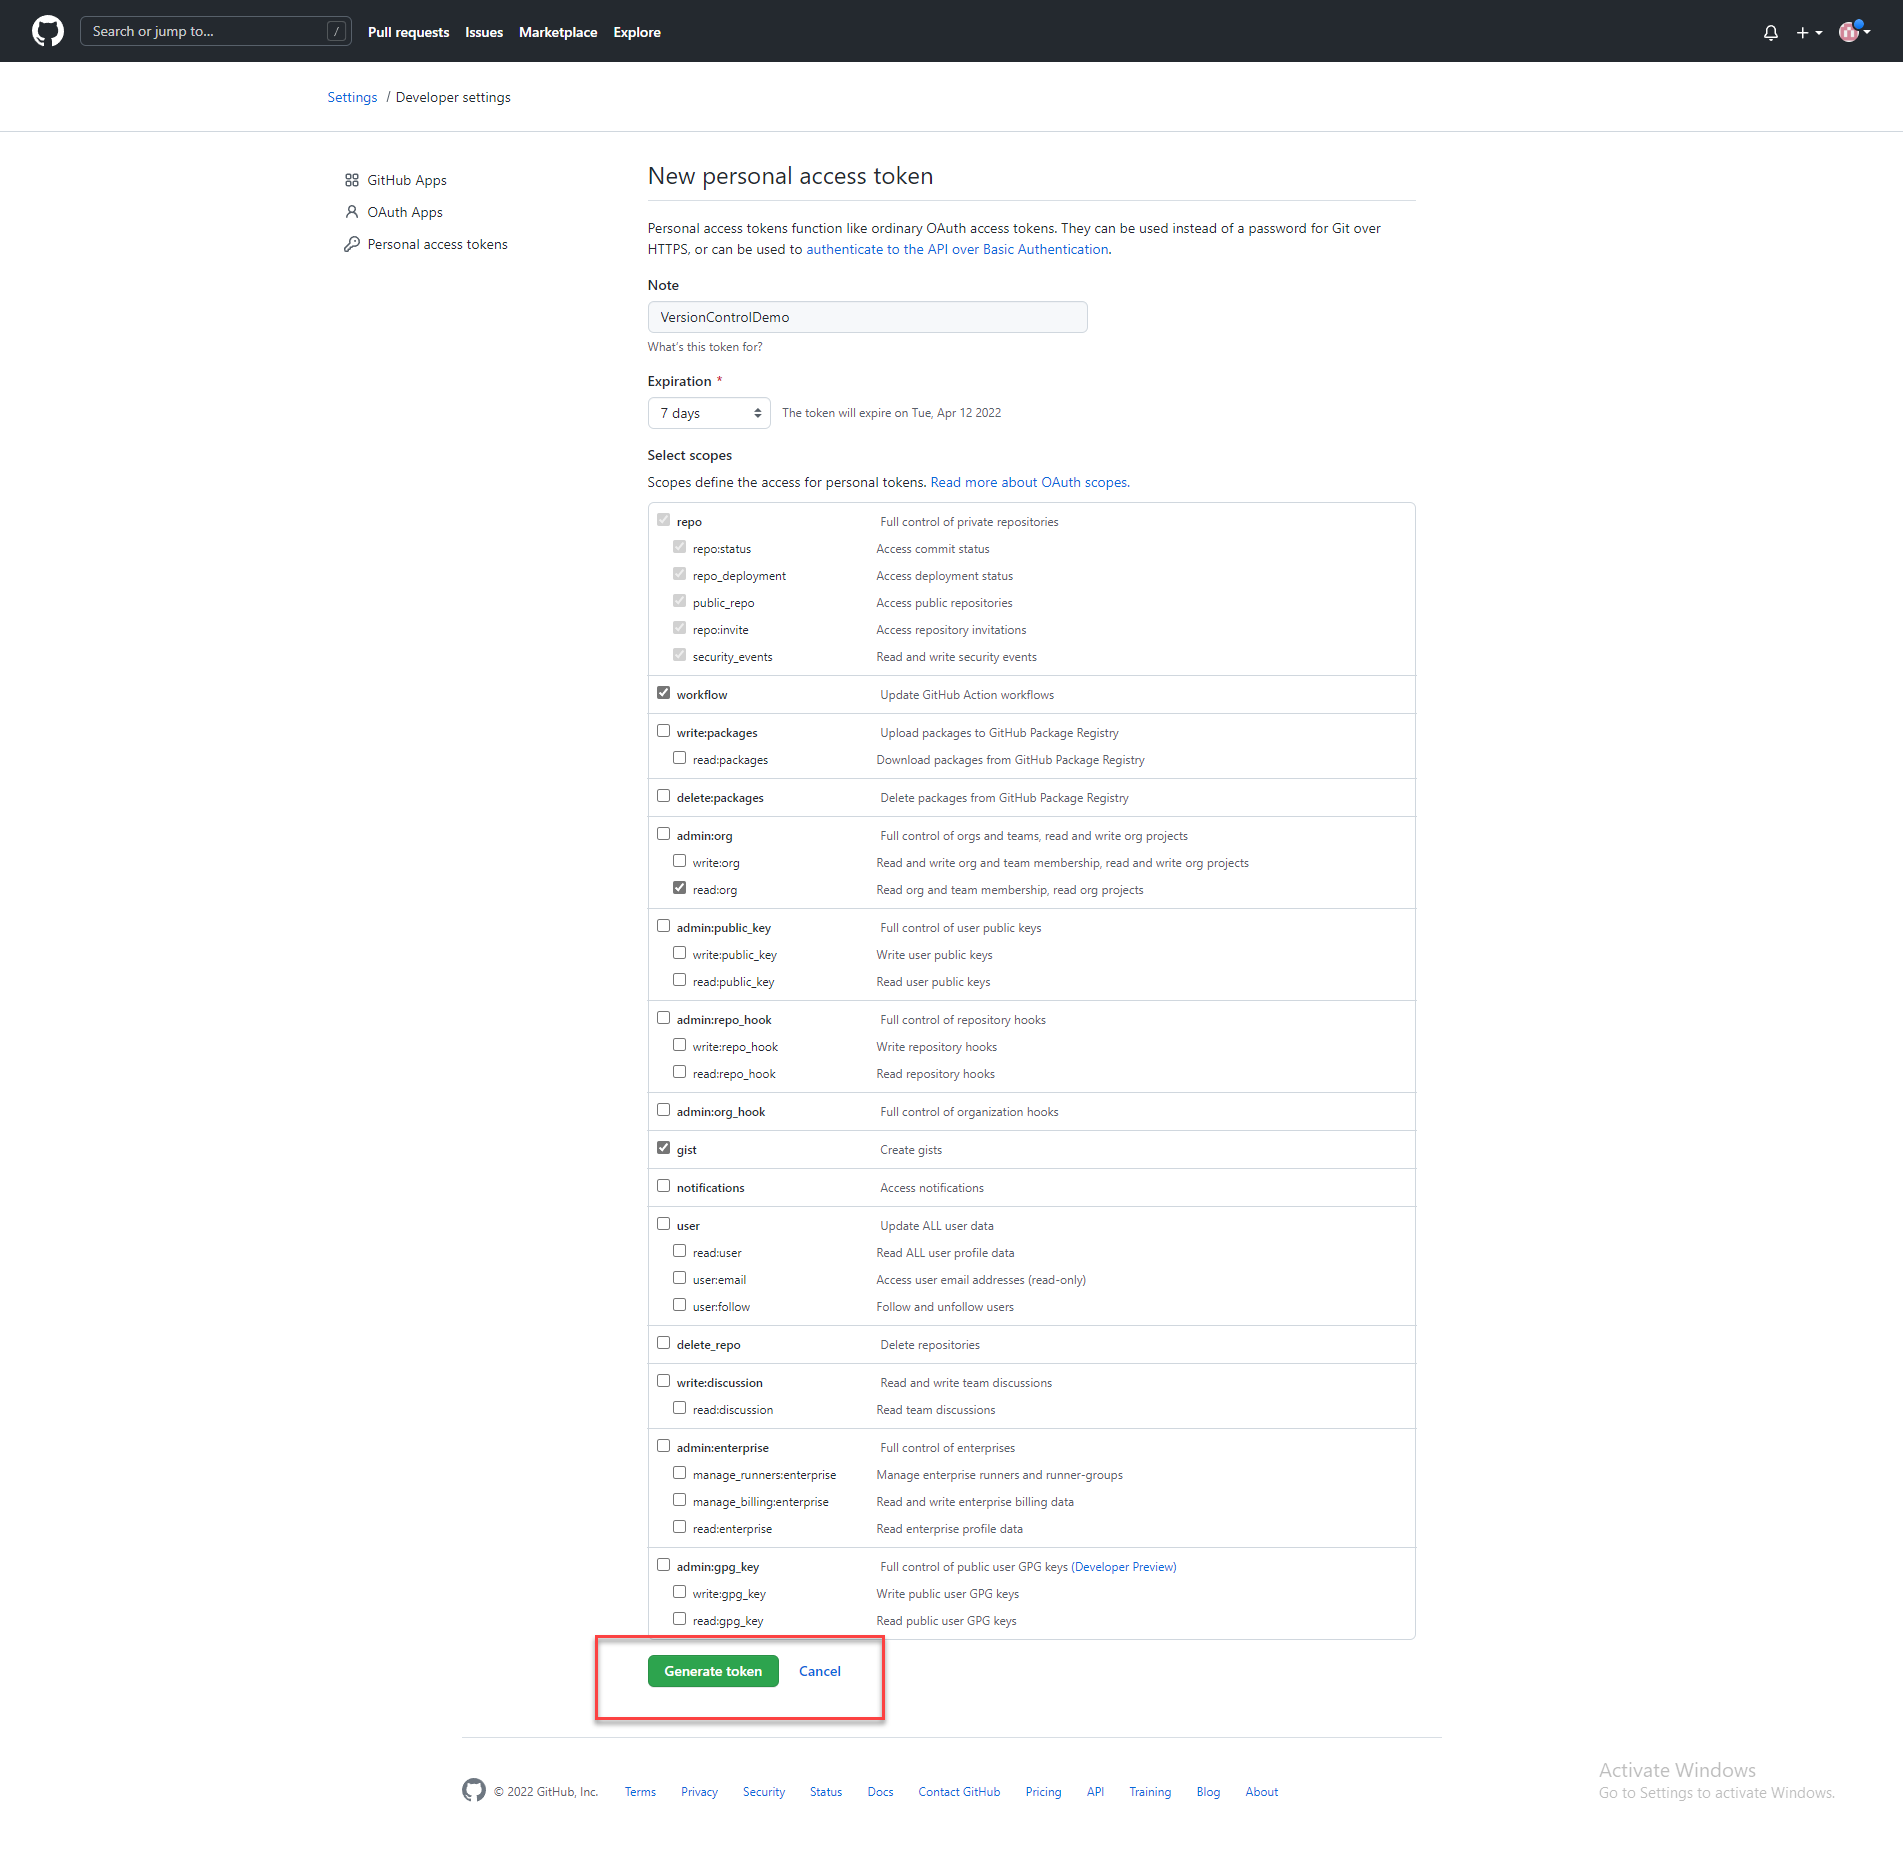 Search or jump to...
/
Pull requests
Issues
Marketplace
Explore
Settings / Developer settings
GitHub Apps
OAuth Apps
Personal access tokens
New personal access token
Personal access tokens function like ordinary OAuth access tokens. They can be used instead of a password for Git over
HTTPS, or can be used to authenticate to the API over Basic Authentication.
Note
VersionControlDemo
What's this token for?
Expiration *
7 days The token will expire on Tue, Apr 12 2022
Select scopes
Scopes define the access for personal tokens. Read more about OAuth scopes.
repo Full control of private repositories
repo:status Access commit status
repo_deployment Access deployment status
public_repo Access public repositories
repo:invite Access repository invitations
security_events Read and write security events
workflow Update GitHub Action workflows
write:packages Upload packages to GitHub Package Registry
read:packages Download packages from GitHub Package Registry
delete:packages Delete packages from GitHub Package Registry
admin:org Full control of orgs and teams, read and write org projects
write:org Read and write org and team membership, read and write org projects
read:org Read org and team membership, read org projects
admin:public_key Full control of user public keys
write:public_key Write user public keys
read:public_key Read user public keys
admin:repo_hook Full control of repository hooks
write:repo_hook Write repository hooks
read:repo_hook Read repository hooks
admin:org_hook Full control of organization hooks
gist Create gists
notifications Access notifications
user Update ALL user data
read:user Read ALL user profile data
user:email Access user email addresses (read-only)
user:follow Follow and unfollow users
delete_repo Delete repositories
write:discussion Read and write team discussions
read:discussion Read team discussions
admin:enterprise Full control of enterprises
manage_runners:enterprise Manage enterprise runners and runner-groups
manage_billing:enterprise Read and write enterprise billing data
read:enterprise Read enterprise profile data
admin:gpg_key Full control of public user GPG keys (Developer Preview)
write:gpg_key Write public user GPG keys
read:gpg_key Read public user GPG keys
Generate token Cancel
© 2022 GitHub, Inc. Terms Privacy Security Status Docs Contact GitHub Pricing API Training Blog About
Activate Windows
Go to Settings to activate Windows.